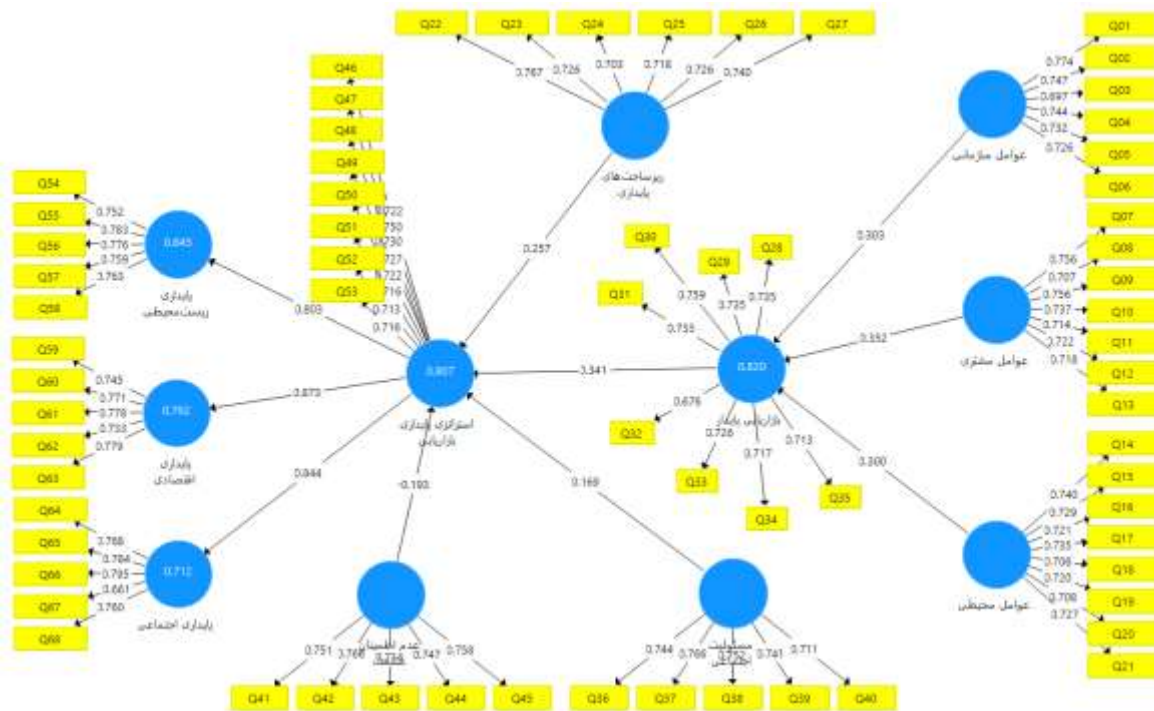 Q22 Q23 Q24 Q25 Q26 Q27
0.767 0.726 0.703 0.718 0.726 0.740
زیرساخت‌های
پایداری
Q01
Q02
Q03
Q04
Q05
Q06
0.774
0.747
0.697
0.744
0.732
0.726
عوامل سازمانی
0.303
Q07
Q08
Q09
Q10
Q11
Q12
Q13
0.756
0.707
0.756
0.737
0.714
0.722
0.718
عوامل مشتری
0.332
Q14
Q15
Q16
Q17
Q18
Q19
Q20
Q21
0.740
0.729
0.721
0.735
0.706
0.720
0.708
0.727
عوامل محیطی
0.300
Q30 Q29 Q28
Q31
0.759 0.735 0.735
0.755
0.820
بازاریابی پایدار
0.676
0.726
0.717
0.713
Q32
Q33
Q34
Q35
0.257
0.341
0.169
-0.193
Q46
Q47
Q48
Q49
Q50
Q51
Q52
Q53
0.722
0.750
0.730
0.727
0.722
0.716
0.713
0.716
استراتژی پایداری
بازاریابی
Q54
Q55
Q56
Q57
Q58
0.752
0.783
0.776
0.759
0.763
0.645
پایداری
زیست‌محیطی
0.803
Q59
Q60
Q61
Q62
Q63
0.745
0.771
0.778
0.733
0.779
0.762
پایداری
اقتصادی
0.873
Q64
Q65
Q66
Q67
Q68
0.768
0.784
0.795
0.661
0.760
0.712
پایداری اجتماعی
0.844
عدم اطمینان
0.751 0.766 0.747 0.758
Q41 Q42 Q43 Q44 Q45
مسئولیت
اجتماعی
0.744 0.766 0.752 0.741 0.711
Q36 Q37 Q38 Q39 Q40